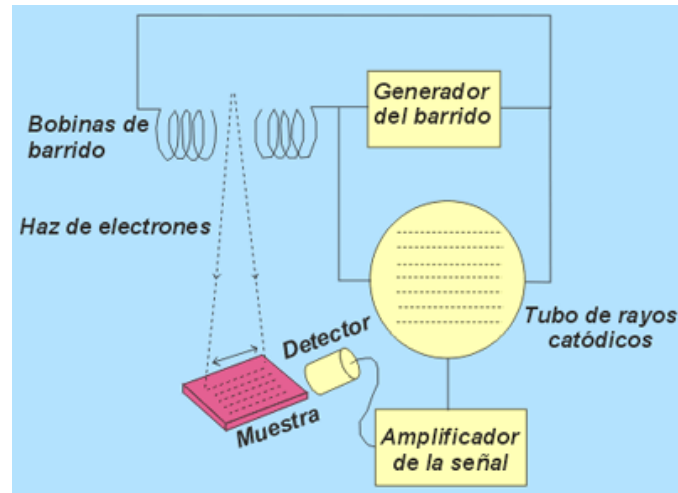 Generador
del barrido
Bobinas de
barrido
Haz de electrones
Detector
Tubo de rayos
catódicos
Muestra
Amplificador
de la señal